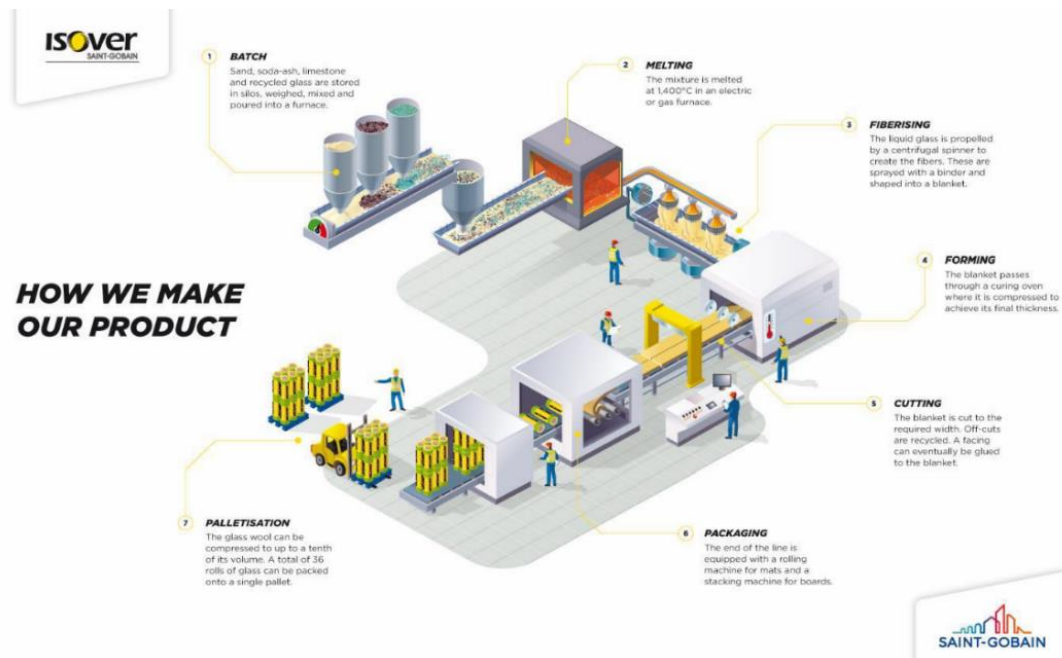 ISOVER
SAINT-GOBAIN
HOW WE MAKE
OUR PRODUCT
1
BATCH
Sand, soda-ash, limestone
and recycled glass are stored
in silos, weighed, mixed and
poured into a furnace.
2
MELTING
The mixture is melted
at 1,400°C in an electric
or gas furnace.
3
FIBERISING
The liquid glass is propelled
by a centrifugal spinner to
create the fibers. These are
sprayed with a binder and
shaped into a blanket.
4
FORMING
The blanket passes
through a curing oven
where it is compressed to
achieve its final thickness.
5
CUTTING
The blanket is cut to the
required width. Off-cuts
are recycled. A facing
can eventually be glued
to the blanket.
6
PACKAGING
The end of the line is
equipped with a rolling
machine for mats and a
stacking machine for boards.
7
PALLETISATION
The glass wool can be
compressed to up to a tenth
of its volume. A total of 36
rolls of glass can be packed
onto a single pallet.
SAINT-GOBAIN